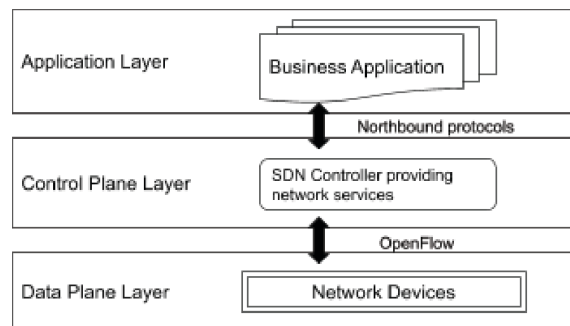 Application Layer
Business Application
Northbound protocols
Control Plane Layer
SDN Controller providing
network services
OpenFlow
Data Plane Layer
Network Devices